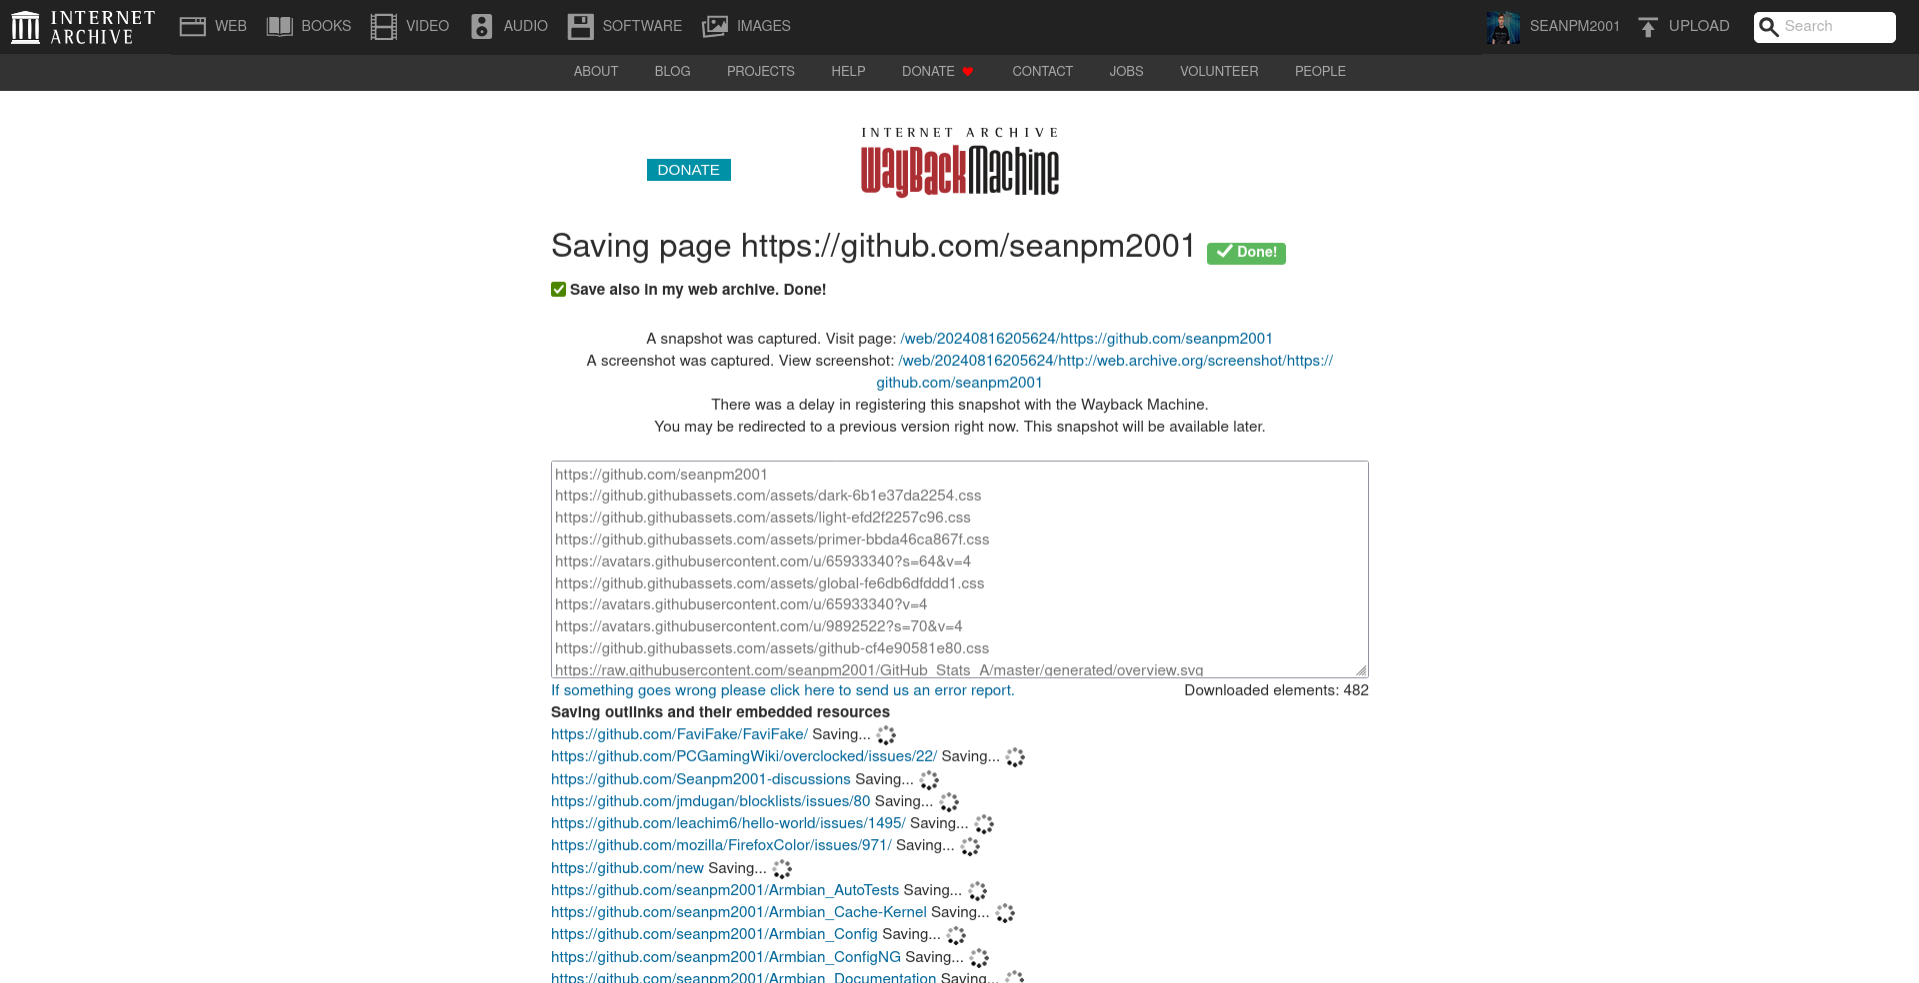 INTERNET ARCHIVE
WEB
BOOKS
VIDEO
AUDIO
SOFTWARE
IMAGES
SEANPM2001
UPLOAD
Search
ABOUT
BLOG
PROJECTS
HELP
DONATE
CONTACT
JOBS
VOLUNTEER
PEOPLE
INTERNET ARCHIVE
WayBackMachine
DONATE
Saving page https://github.com/seanpm2001 Done!
Save also in my web archive. Done!
A snapshot was captured. Visit page: /web/20240816205624/https://github.com/seanpm2001
A screenshot was captured. View screenshot: /web/20240816205624/http://web.archive.org/screenshot/https://
github.com/seanpm2001
There was a delay in registering this snapshot with the Wayback Machine.
You may be redirected to a previous version right now. This snapshot will be available later.
https://github.com/seanpm2001
https://github.githubassets.com/assets/dark-6b1e37da2254.css
https://github.githubassets.com/assets/light-efd2f2257c96.css
https://github.githubassets.com/assets/primer-bbda46ca867f.css
https://avatars.githubusercontent.com/u/65933340?s=64&v=4
https://github.githubassets.com/assets/global-fe6db6dfddd1.css
https://avatars.githubusercontent.com/u/65933340?v=4
https://avatars.githubusercontent.com/u/9892522?s=70&v=4
https://github.githubassets.com/assets/github-cf4e90581e80.css
https://raw.githubusercontent.com/seanpm2001/GitHub_Stats_A/master/generated/overview.svg
If something goes wrong please click here to send us an error report.
Downloaded elements: 482
Saving outlinks and their embedded resources
https://github.com/FaviFake/FaviFake/ Saving...
https://github.com/PCGamingWiki/overclocked/issues/22/ Saving...
https://github.com/Seanpm2001-discussions Saving...
https://github.com/jmdugan/blocklists/issues/80 Saving...
https://github.com/leachim6/hello-world/issues/1495/ Saving...
https://github.com/mozilla/FirefoxColor/issues/971/ Saving...
https://github.com/new Saving...
https://github.com/seanpm2001/Armbian_AutoTests Saving...
https://github.com/seanpm2001/Armbian_Cache-Kernel Saving...
https://github.com/seanpm2001/Armbian_Config Saving...
https://github.com/seanpm2001/Armbian_ConfigNG Saving...
https://github.com/seanpm2001/Armbian_Documentation Saving...